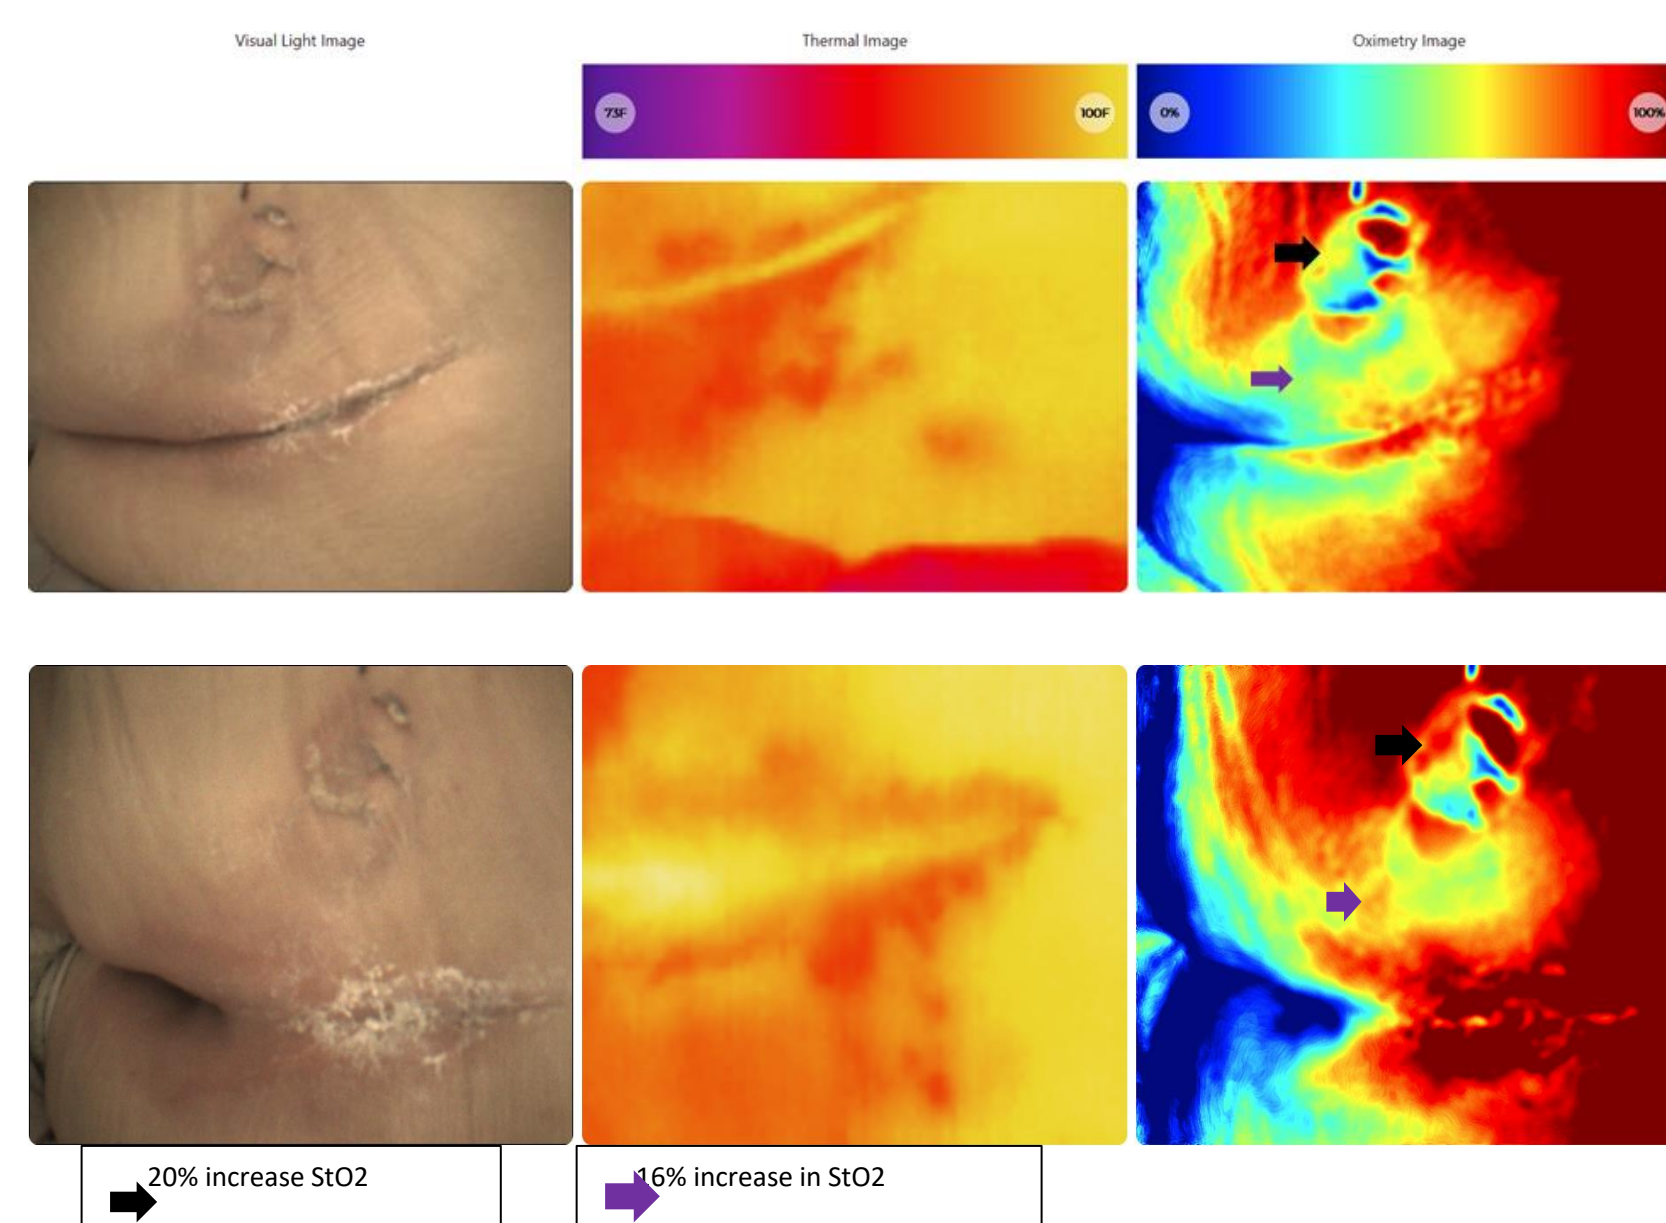 Visual Light Image
Thermal Image
Oximetry Image
73F
100F
0%
100%
20% increase StO2
16% increase in StO2